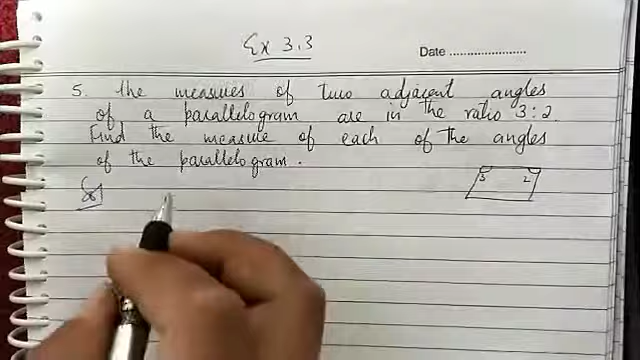 Ex 3.3
Date ........................
5. The measures of two adjacent angles
of a parallelogram are in the ratio 3:2.
Find the measure of each of the angles
of the parallelogram.
3 2